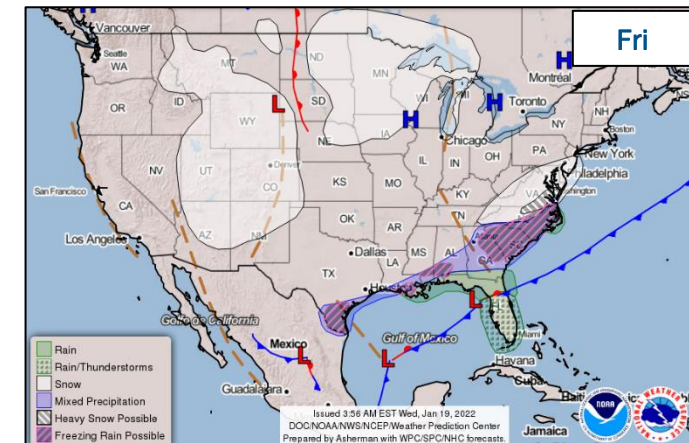 Fri
H
Vancouver
Seattle
WA
MT
ND
MN
H
Montréal
OR
ID
WY
L
SD
WI
MI
H
Toronto
NH
H
NY
Boston
IA
Chicago
New York
NE
PA
Philadelphia
NV
UT
Denver
IL
IN
OH
San Francisco
CO
KS
MO
KY
VA
CA
TN
Los Angeles
AZ
NM
OK
AR
Dallas
MS
AL
GA
TX
LA
Golfo de California
L
Gulf of Mexico
Miami
Mexico
L
L
Havana
Cuba
Guadalajara
Jamaica
Rain
Rain/Thunderstorms
Snow
Mixed Precipitation
Heavy Snow Possible
Freezing Rain Possible
Issued 3:56 AM EST Wed, Jan 19, 2022
DOC/NOAA/NWS/NCEP/Weather Prediction Center
Prepared by Asherman with WPC/SPC/NHC forecasts.
NOAA
NATIONAL WEATHER SERVICE